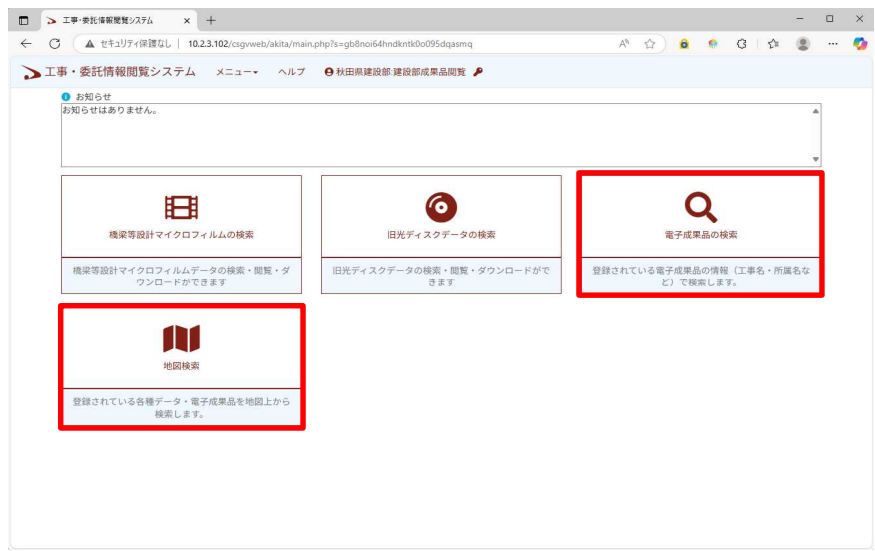 工事・委託情報閲覧システム
セキュリティ保護なし | 10.2.3.102/csgvweb/akita/main.php?s=gb8noi64hndkntk0o095dqasmq
工事・委託情報閲覧システム メニュー ヘルプ 秋田県建設部:建設部成果品閲覧
お知らせ
お知らせはありません。
橋梁等設計マイクロフィルムの検索
橋梁等設計マイクロフィルムデータの検索・閲覧・ダ
ウンロードができます
旧光ディスクデータの検索
旧光ディスクデータの検索・閲覧・ダウンロードがで
きます
電子成果品の検索
登録されている電子成果品の情報（工事名・所属名な
ど）で検索します。
地図検索
登録されている各種データ・電子成果品を地図上から
検索します。